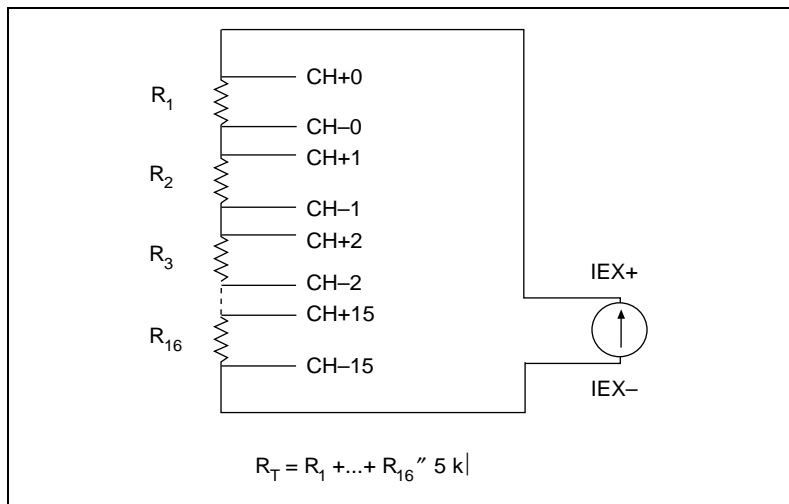 CH+0
R1
CH–0
CH+1
R2
CH–1
CH+2
R3
IEX+
CH–2
CH+15
R16
CH–15
IEX–
RT = R1 +...+ R16 ″ 5 k|